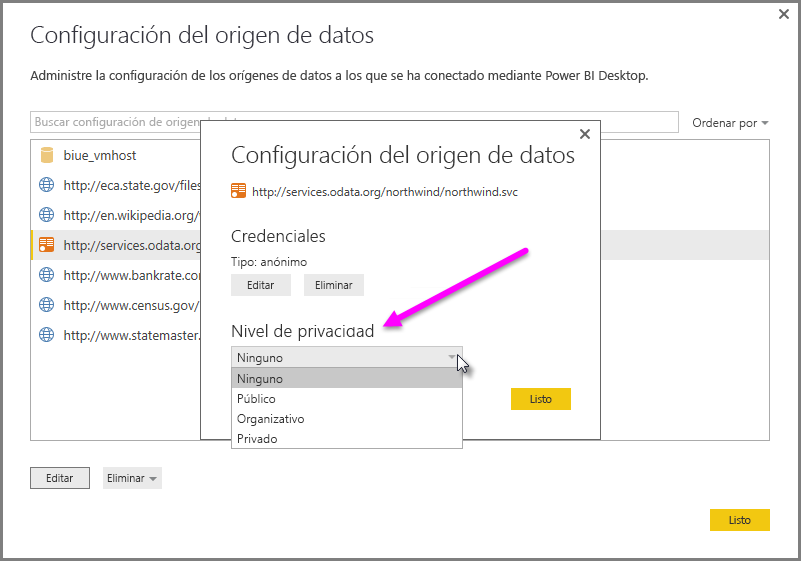 Configuración del origen de datos
Administre la configuración de los orígenes de datos a los que se ha conectado mediante Power BI Desktop.
Buscar configuración de origen
Ordenar por
biue_vmhost
http://eca.state.gov/files
http://en.wikipedia.org/
http://services.odata.org
http://www.bankrate.co
http://www.census.gov/
http://www.statemaster.
Configuración del origen de datos
http://services.odata.org/northwind/northwind.svc
Credenciales
Tipo: anónimo
Editar Eliminar
Nivel de privacidad
Ninguno
Ninguno
Público
Organizativo
Privado
Listo
Editar Eliminar
Listo